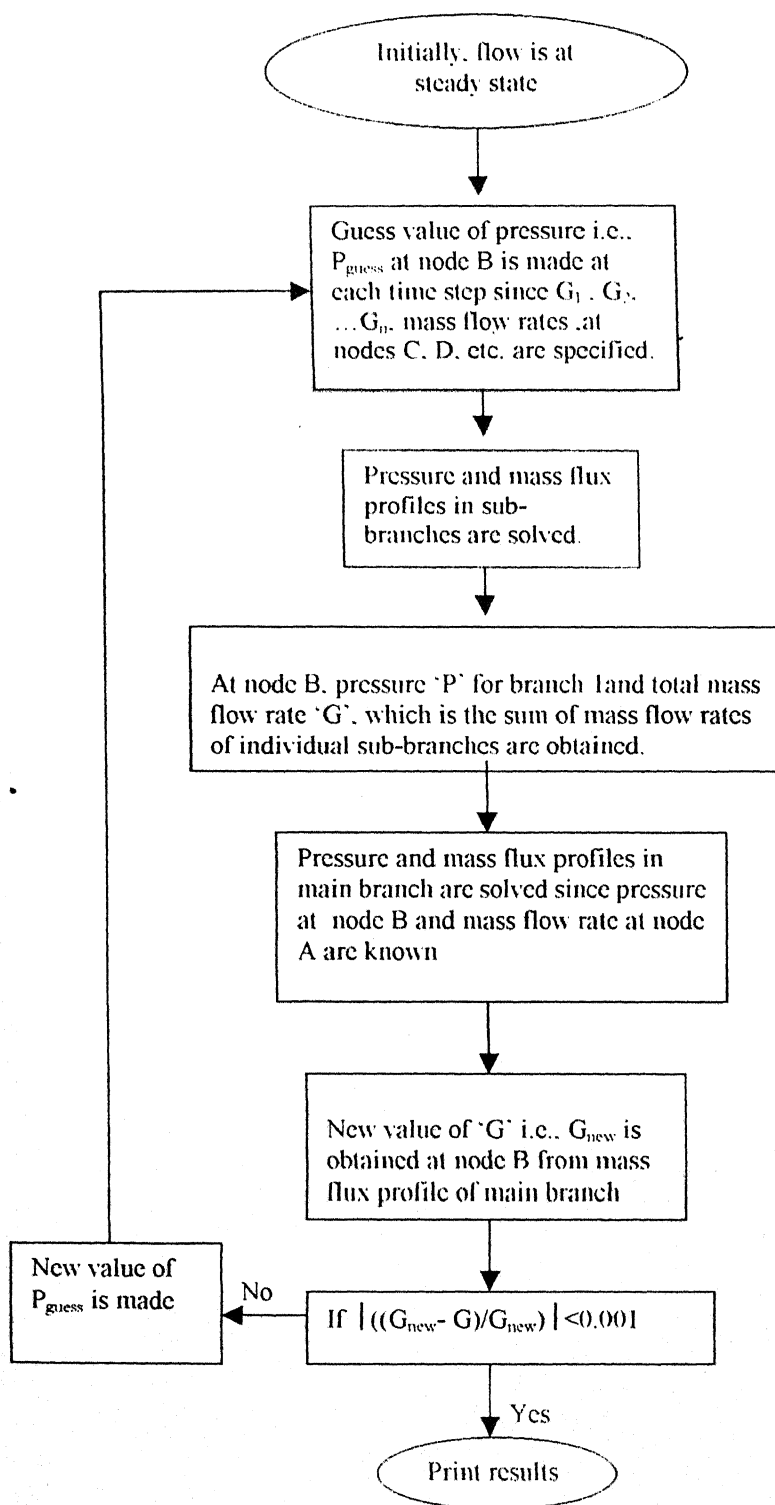 Initially, flow is at
steady state
Guess value of pressure i.e.,
P_guess at node B is made at
each time step since G₁ , G₂,
…Gₙ, mass flow rates ,at
nodes C, D, etc. are specified.
Pressure and mass flux
profiles in sub-
branches are solved.
At node B, pressure ‘P’ for branch 1and total mass
flow rate ‘G’, which is the sum of mass flow rates
of individual sub-branches are obtained.
Pressure and mass flux profiles in
main branch are solved since pressure
at node B and mass flow rate at node
A are known
New value of ‘G’ i.e., G_new is
obtained at node B from mass
flux profile of main branch
New value of
P_guess is made
No
If |((G_new- G)/G_new)| <0.001
Yes
Print results